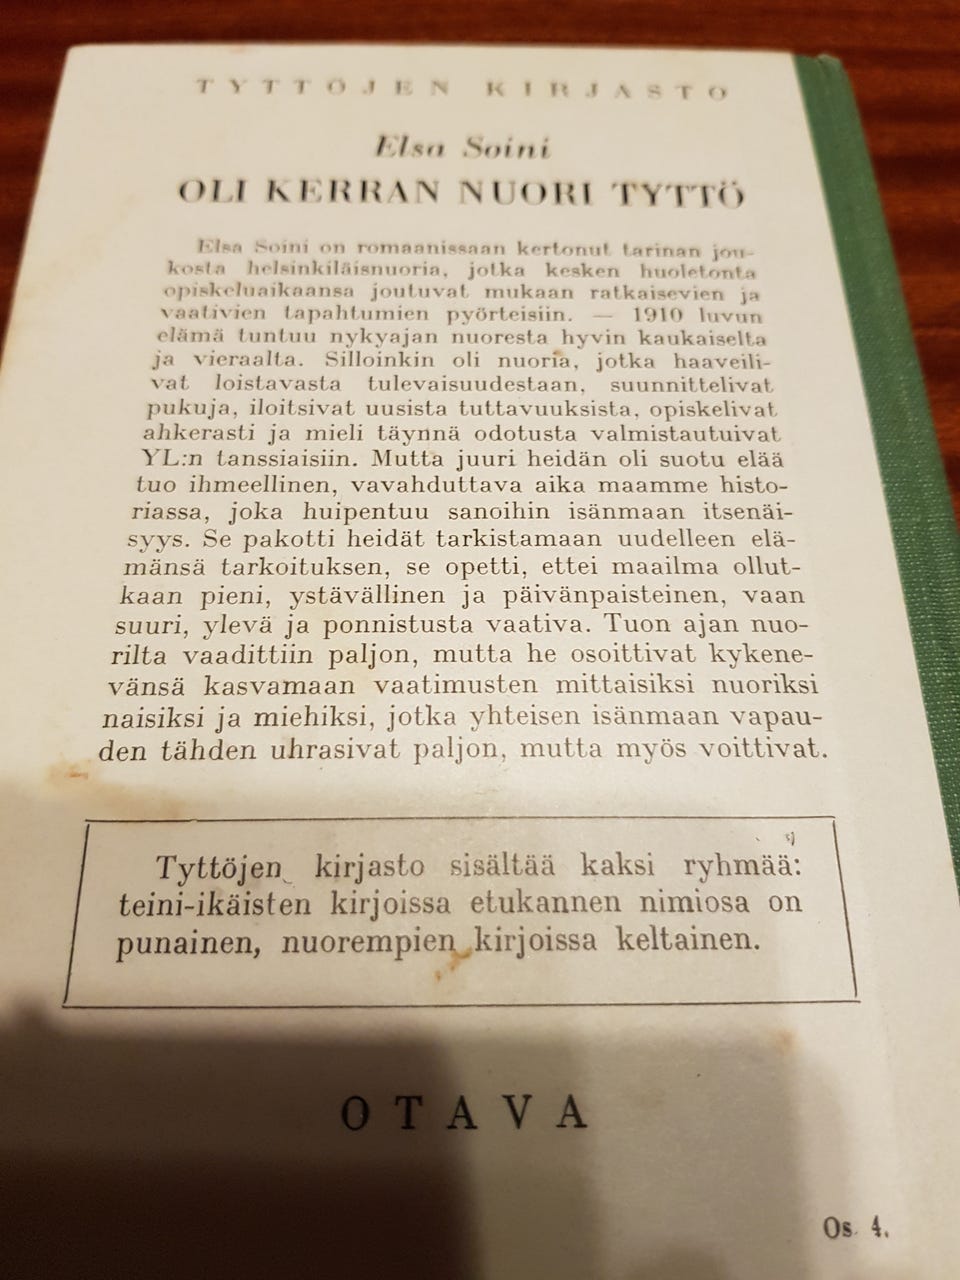 TYTTÖJEN KIRJASTO
Elsa Soini
OLI KERRAN NUORI TYTTÖ
Elsa Soini on romaanissaan kertonut tarinan jou-
kosta helsinkiläisnuoria, jotka kesken huoletonta
opiskeluaikaansa joutuvat mukaan ratkaisevien ja
vaativien tapahtumien pyörteisiin. — 1910 luvun
elämä tuntuu nykyajan nuoresta hyvin kaukaiselta
ja vieraalta. Silloinkin oli nuoria, jotka haaveili-
vat loistavasta tulevaisuudestaan, suunnittelivat
pukuja, iloitsivat uusista tuttavuuksista, opiskelivat
ahkerasti ja mieli täynnä odotusta valmistautuivat
YL:n tanssiaisiin. Mutta juuri heidän oli suotu elää
tuo ihmeellinen, vavahduttava aika maamme histo-
riassa, joka huipentuu sanoihin isänmaan itsenäi-
syys. Se pakotti heidät tarkistamaan uudelleen elä-
mänsä tarkoituksen, se opetti, ettei maailma ollut-
kaan pieni, ystävällinen ja päivänpaisteinen, vaan
suuri, ylevä ja ponnistusta vaativa. Tuon ajan nuo-
rilta vaadittiin paljon, mutta he osoittivat kykene-
vänsä kasvamaan vaatimusten mittaisiksi nuoriksi
naisiksi ja miehiksi, jotka yhteisen isänmaan vapau-
den tähden uhrasivat paljon, mutta myös voittivat.
Tyttöjen kirjasto sisältää kaksi ryhmää:
teini-ikäisten kirjoissa etukannen nimiosa on
punainen, nuorempien kirjoissa keltainen.
OTAVA
Os. 4.